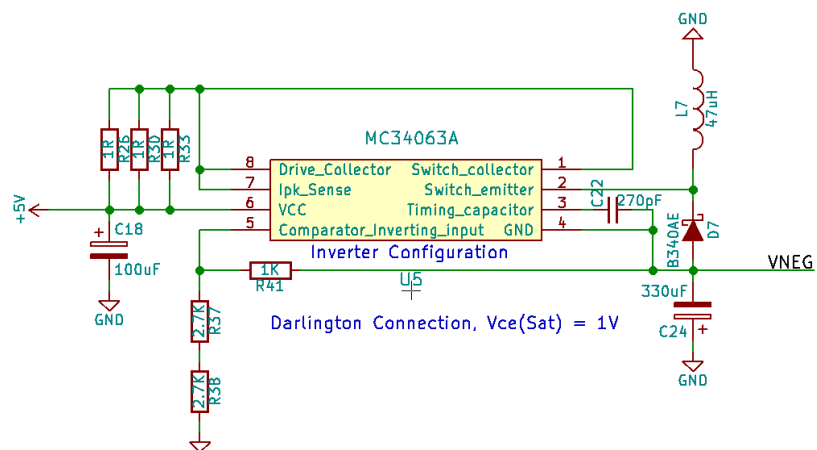 GND
L7
47uH
MC34063A
1R
R26
1R
R30
1R
R33
8 Drive_Collector Switch_collector 1
7 Ipk_Sense Switch_emitter 2
6 VCC Timing_capacitor 3
5 Comparator_Inverting_input GND 4
C22
270pF
+5V
C18
100uF
GND
B340AE
D7
Inverter Configuration
VNEG
1K
R41
U5
330uF
C24
+
+
2.7K
R37
Darlington Connection, Vce(Sat) = 1V
2.7K
R38
GND